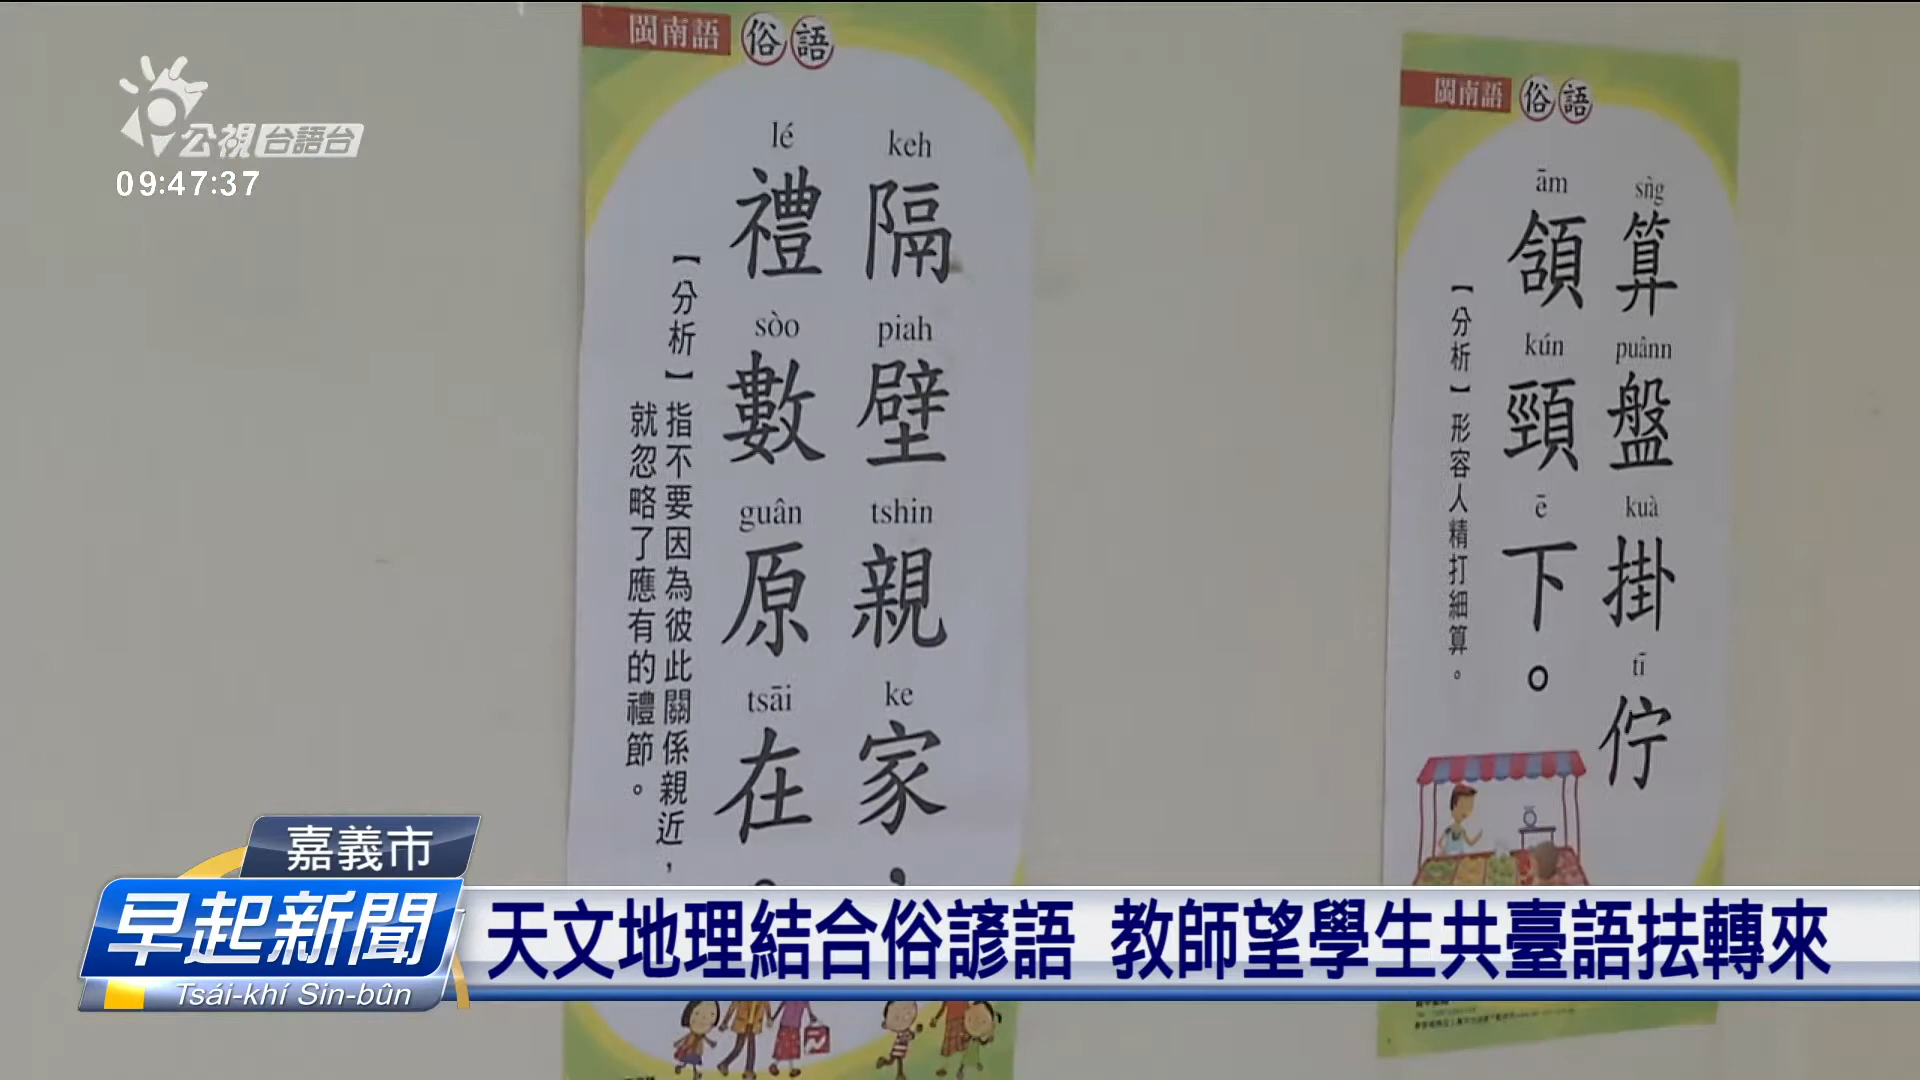 公視台語台
09:47:37
閩南語 俗語
keh piah tshin ke
隔壁親家，
lé sòo guân tsāi
禮數原在。
【分析】指不要因為彼此關係親近，
就忽略了應有的禮節。
閩南語 俗語
sǹg puânn kuà tī
算盤掛佇
ām kún ē
頷頸下。
【分析】形容人精打細算。
嘉義市
早起新聞
Tsái-khí Sin-bûn
天文地理結合俗諺語 教師望學生共臺語抾轉來